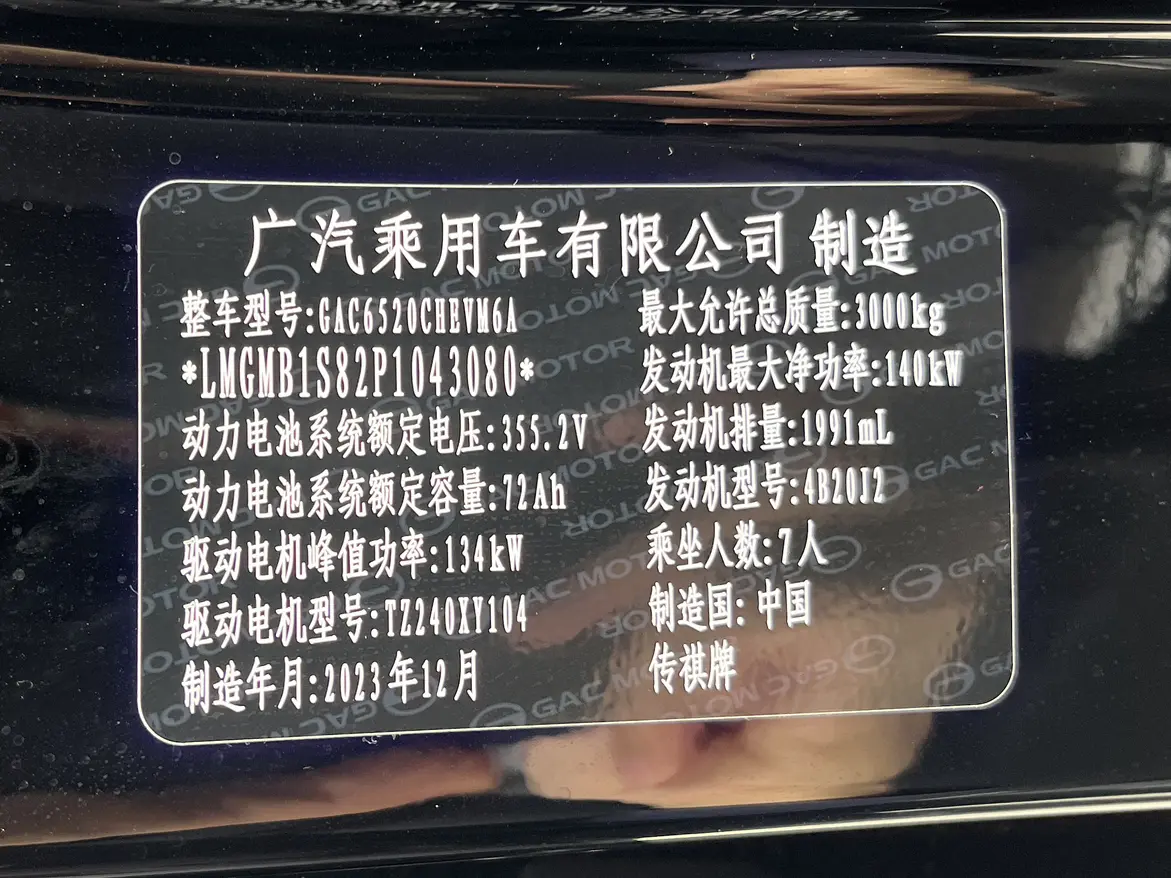 广汽乘用车有限公司 制造
整车型号:GAC6520CHEVM6A
*LMGMB1S82P1043080*
动力电池系统额定电压:355.2V
动力电池系统额定容量:72Ah
驱动电机峰值功率:134kW
驱动电机型号:TZ240XY104
制造年月:2023年12月
最大允许总质量:3000kg
发动机最大净功率:140kW
发动机排量:1991mL
发动机型号:4B20J2
乘坐人数:7人
制造国:中国
传祺牌
GAC MOTOR